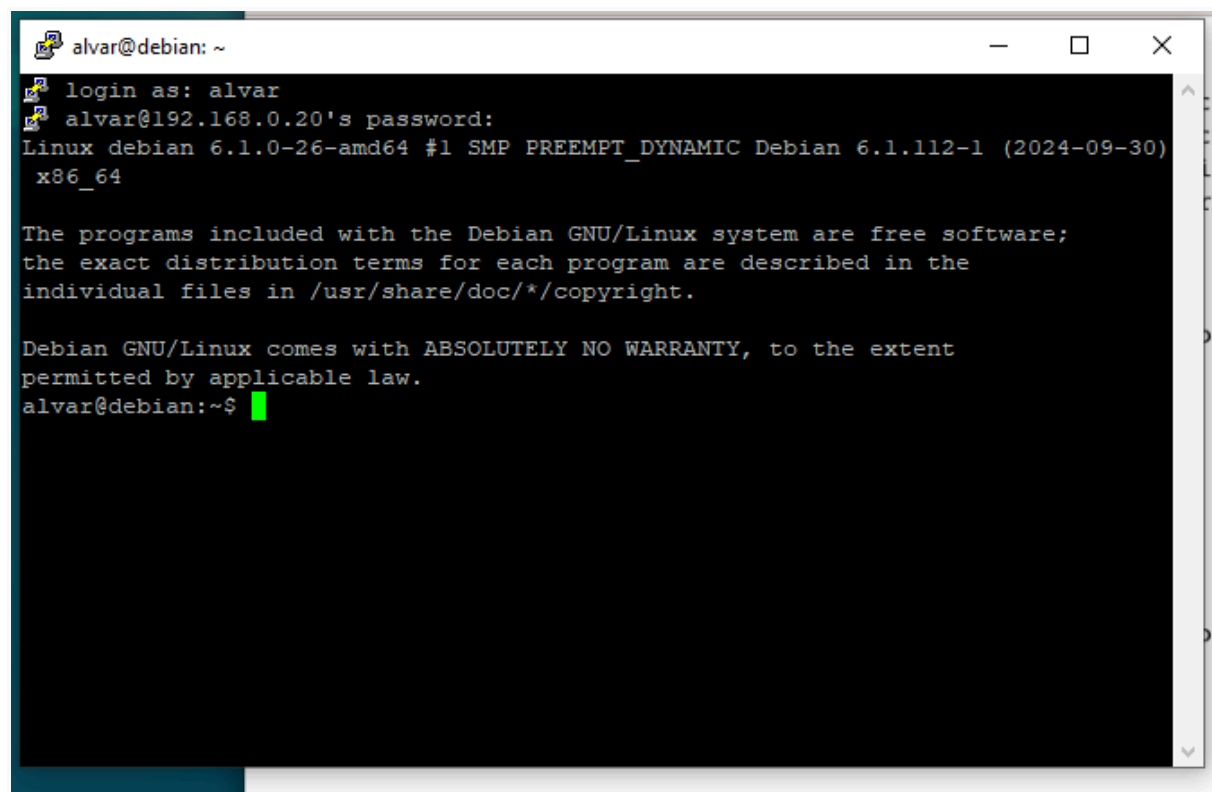 alvar@debian: ~
login as: alvar
alvar@192.168.0.20's password:
Linux debian 6.1.0-26-amd64 #1 SMP PREEMPT_DYNAMIC Debian 6.1.112-1 (2024-09-30)
x86_64
The programs included with the Debian GNU/Linux system are free software;
the exact distribution terms for each program are described in the
individual files in /usr/share/doc/*/copyright.
Debian GNU/Linux comes with ABSOLUTELY NO WARRANTY, to the extent
permitted by applicable law.
alvar@debian:~$